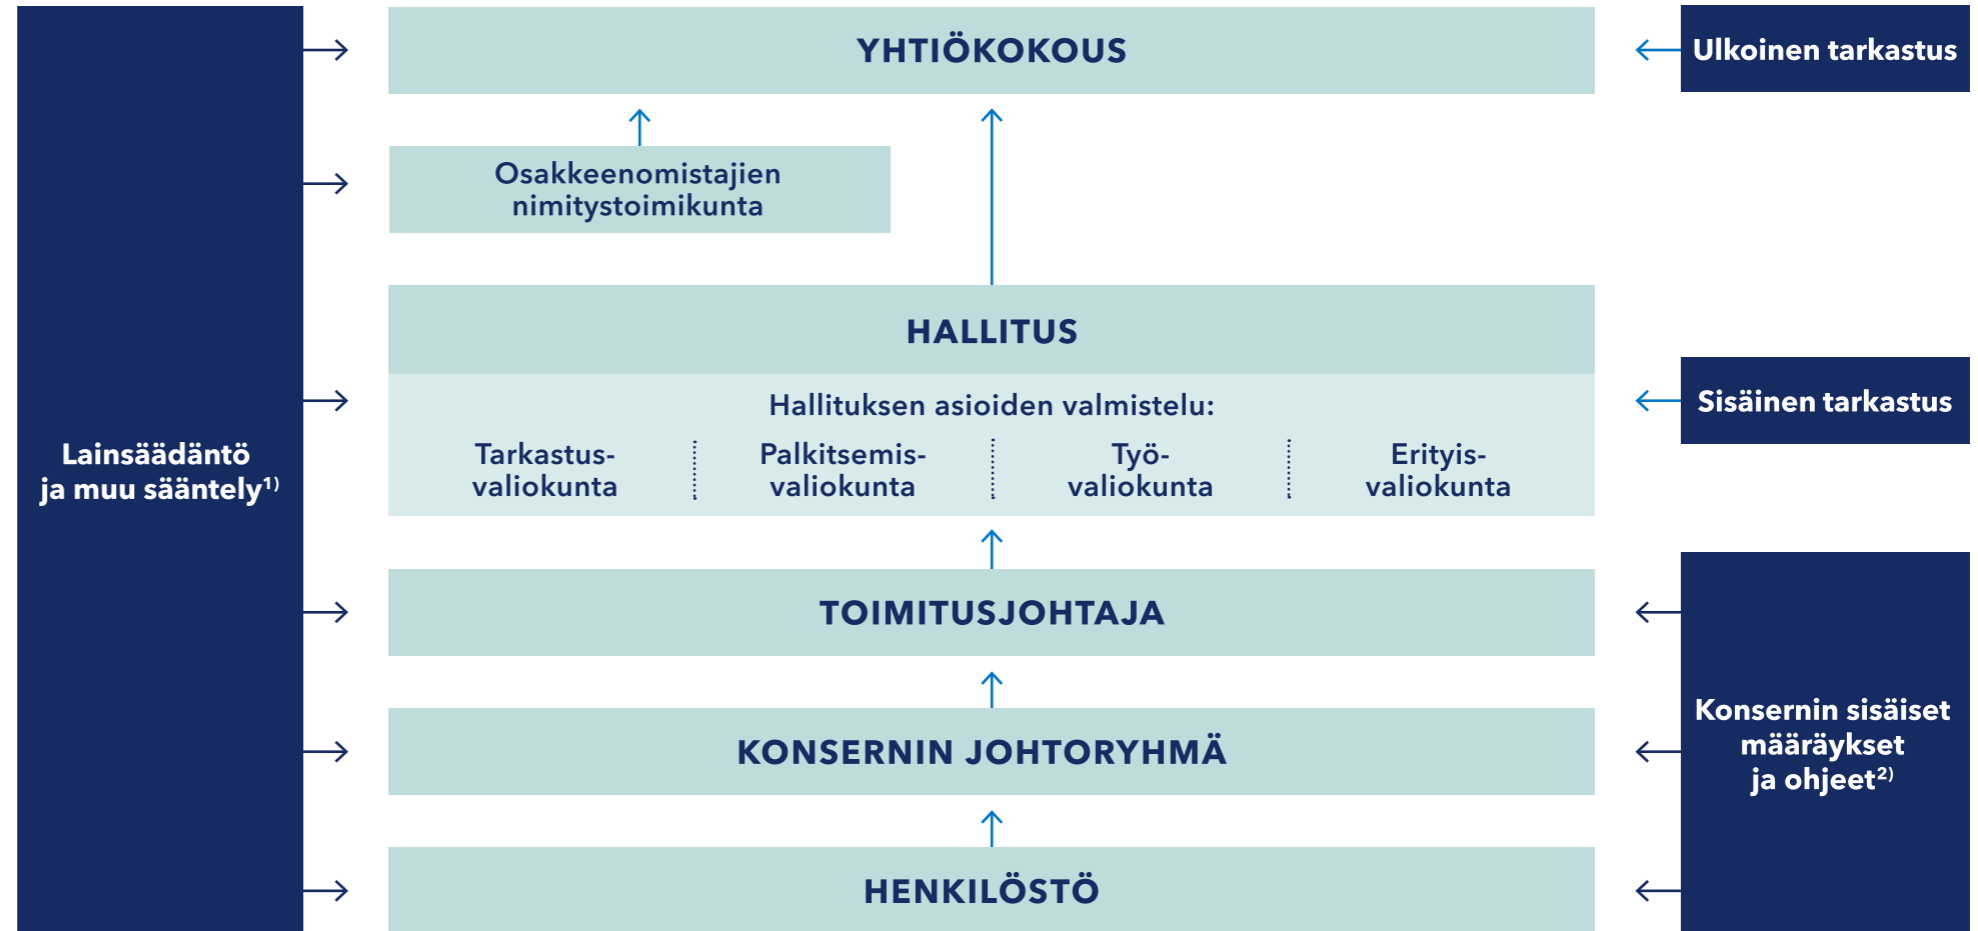 YHTIÖKOKOUS
Ulkoinen tarkastus
Osakkeenomistajien
nimitystoimikunta
HALLITUS
Hallituksen asioiden valmistelu:
Tarkastus-
valiokunta
Palkitsemis-
valiokunta
Työ-
valiokunta
Erityis-
valiokunta
Sisäinen tarkastus
Lainsäädäntö
ja muu sääntely¹⁾
TOIMITUSJOHTAJA
KONSERNIN JOHTORYHMÄ
Konsernin sisäiset
määräykset
ja ohjeet²⁾
HENKILÖSTÖ